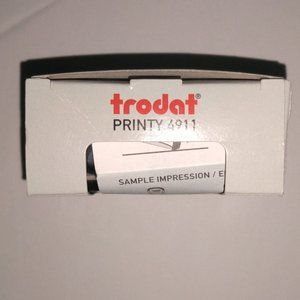 trodat®
PRINTY 4911
SAMPLE IMPRESSION / E